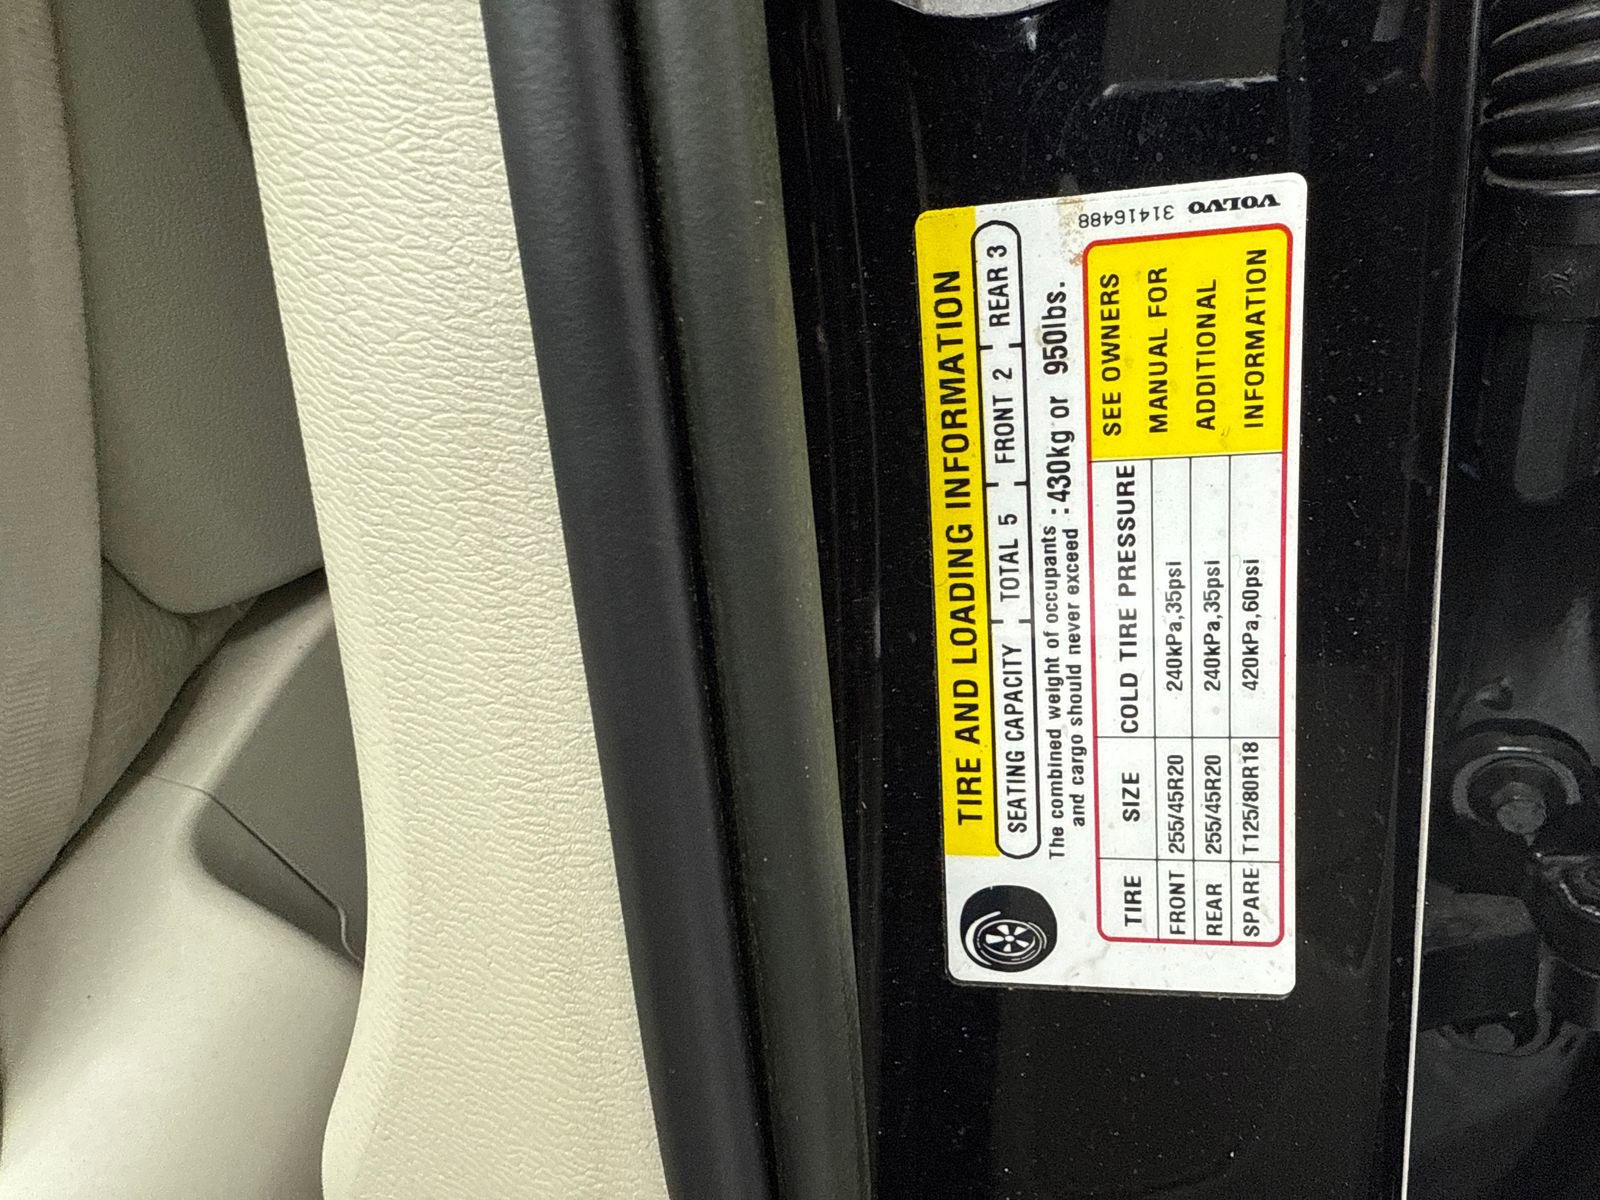 TIRE AND LOADING INFORMATION
SEATING CAPACITY TOTAL 5 FRONT 2 REAR 3
The combined weight of occupants
and cargo should never exceed : 430kg or 950lbs.
TIRE SIZE COLD TIRE PRESSURE
FRONT 255/45R20 240kPa,35psi
REAR 255/45R20 240kPa,35psi
SPARE T125/80R18 420kPa,60psi
SEE OWNERS
MANUAL FOR
ADDITIONAL
INFORMATION
31416488 VOLVO